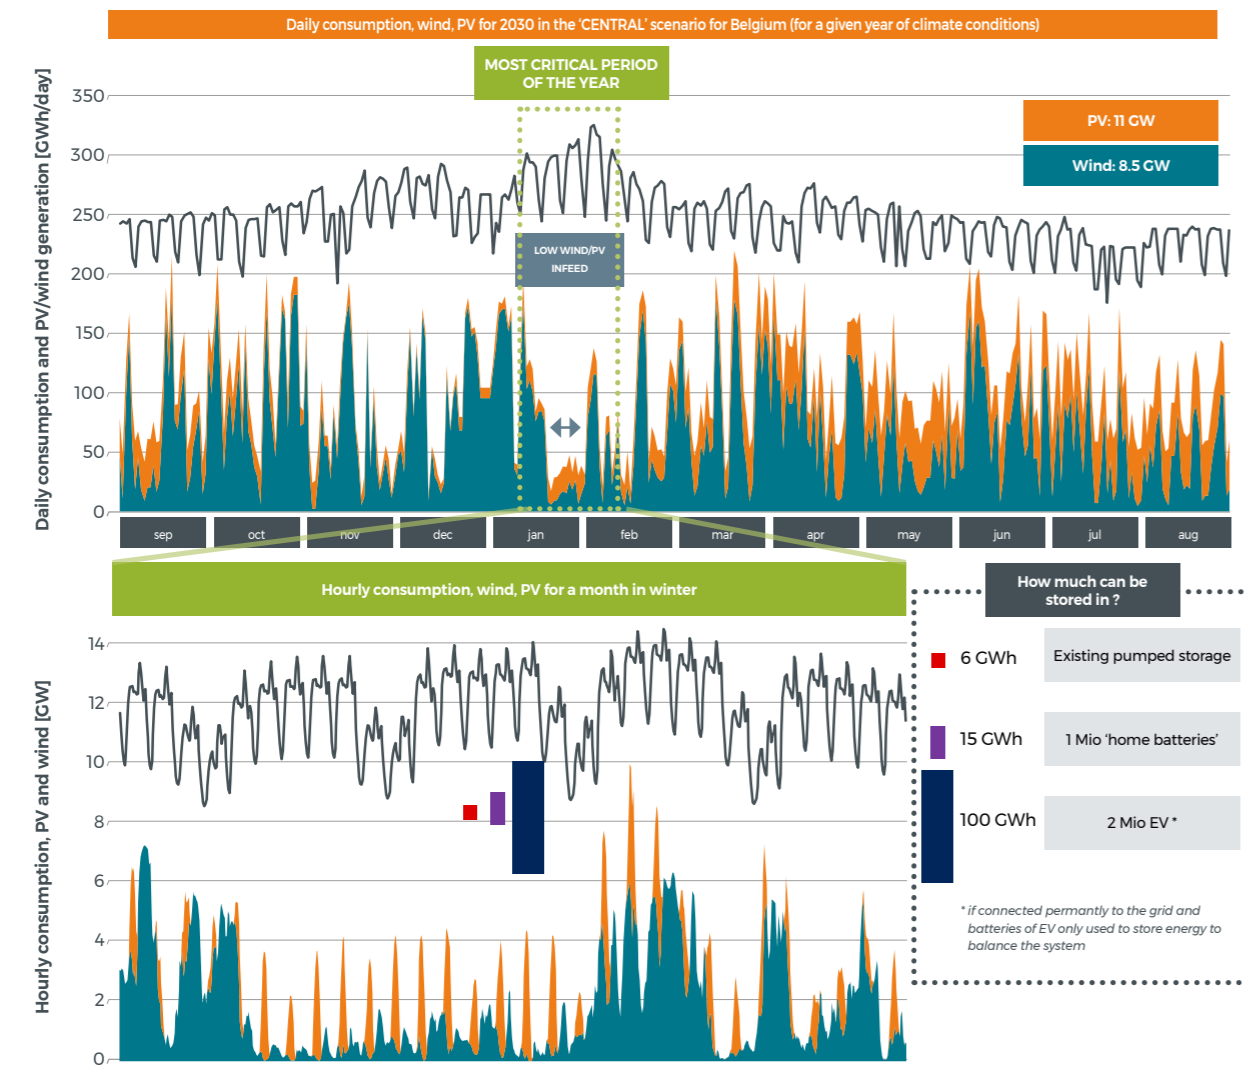 Daily consumption, wind, PV for 2030 in the ‘CENTRAL’ scenario for Belgium (for a given year of climate conditions)
MOST CRITICAL PERIOD
OF THE YEAR
Daily consumption and PV/wind generation [GWh/day]
350
300
250
200
150
100
50
0
PV: 11 GW
Wind: 8.5 GW
LOW WIND/PV
INFEED
sep
oct
nov
dec
jan
feb
mar
apr
may
jun
jul
aug
Hourly consumption, wind, PV for a month in winter
Hourly consumption, PV and wind [GW]
14
12
10
8
6
4
2
0
How much can be
stored in ?
6 GWh
Existing pumped storage
15 GWh
1 Mio ‘home batteries’
100 GWh
2 Mio EV *
* if connected permantly to the grid and
batteries of EV only used to store energy to
balance the system